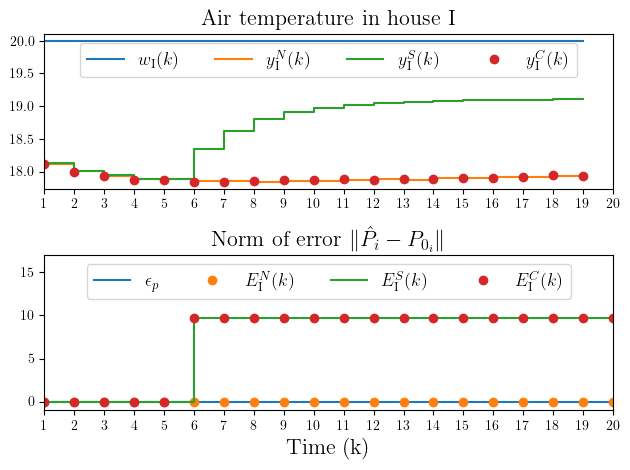 Air temperature in house I
20.0
19.5
19.0
18.5
18.0
w_I(k) y_I^N(k) y_I^S(k) y_I^C(k)
1 2 3 4 5 6 7 8 9 10 11 12 13 14 15 16 17 18 19 20
Norm of error ‖P̂_i − P_{0_i}‖
15
10
5
0
ϵ_p E_I^N(k) E_I^S(k) E_I^C(k)
1 2 3 4 5 6 7 8 9 10 11 12 13 14 15 16 17 18 19 20
Time (k)